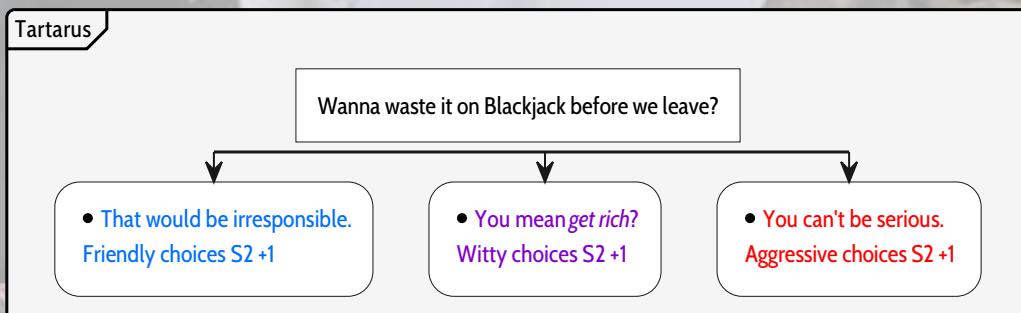 Tartarus
Wanna waste it on Blackjack before we leave?
• That would be irresponsible.
Friendly choices S2 +1
• You mean get rich?
Witty choices S2 +1
• You can't be serious.
Aggressive choices S2 +1